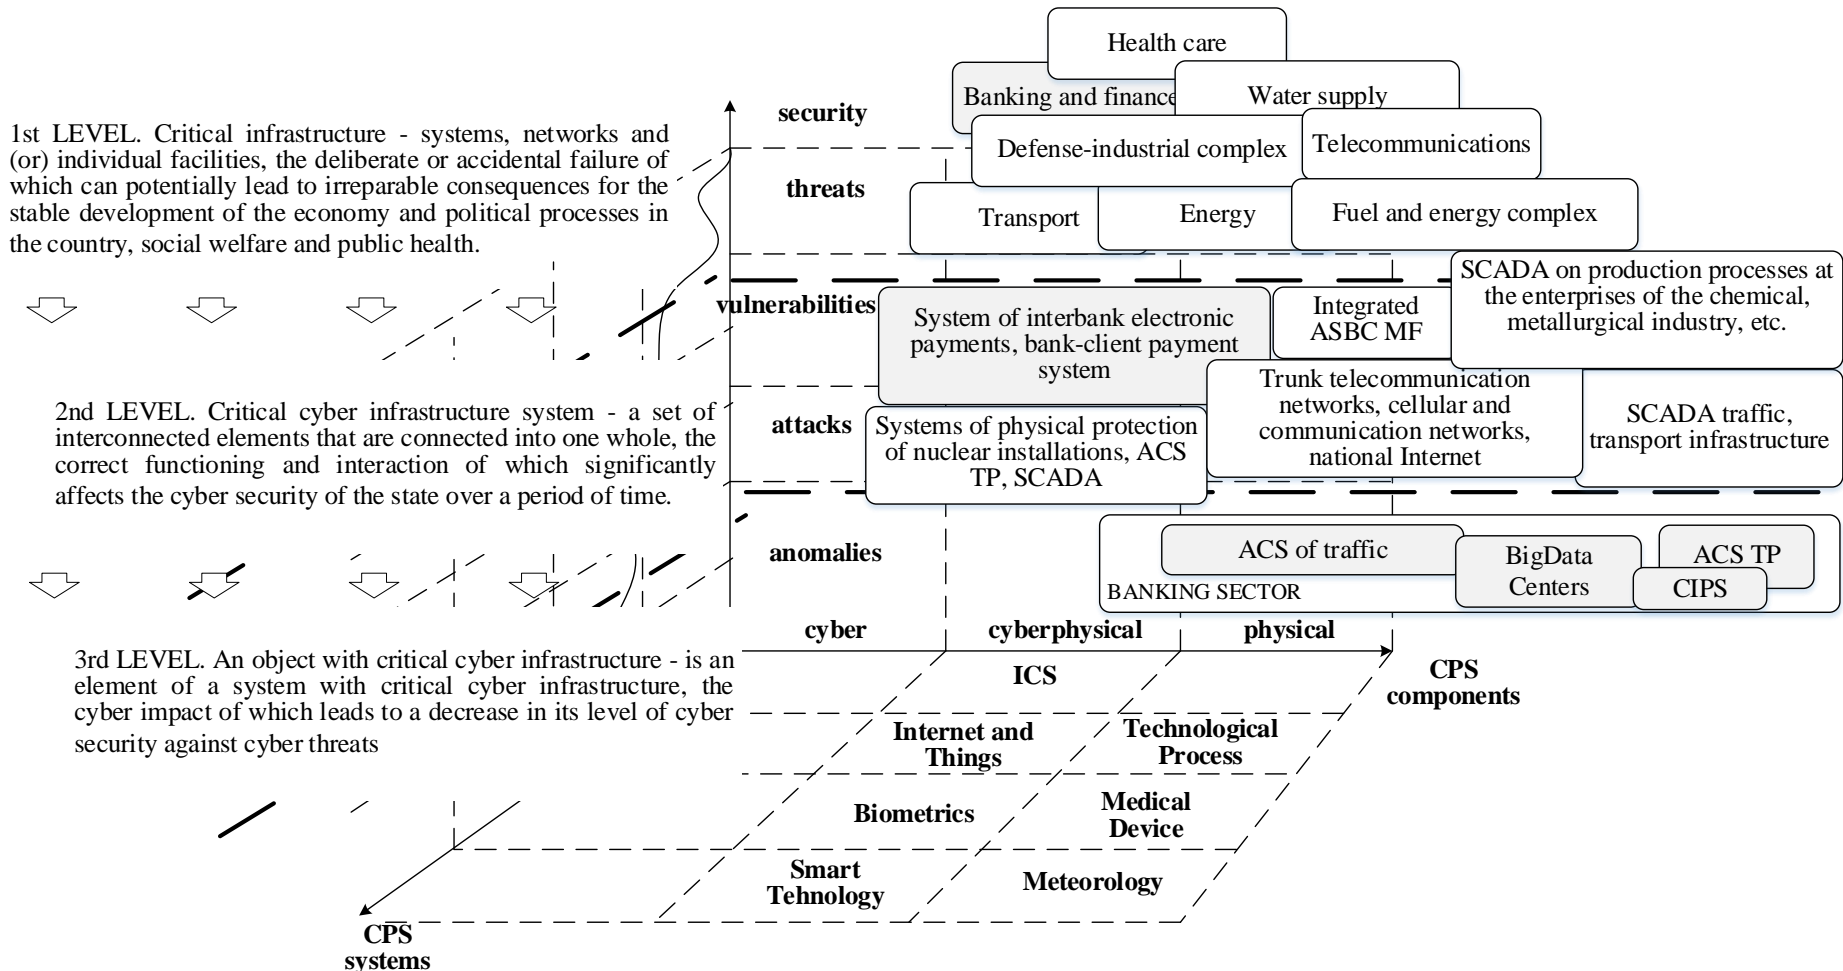 Health care
security
Banking and finance
Water supply
1st LEVEL. Critical infrastructure - systems, networks and
(or) individual facilities, the deliberate or accidental failure of
which can potentially lead to irreparable consequences for the
stable development of the economy and political processes in
the country, social welfare and public health.
Defense-industrial complex
Telecommunications
threats
Transport
Energy
Fuel and energy complex
vulnerabilities
System of interbank electronic
payments, bank-client payment
system
Integrated
ASBC MF
SCADA on production processes at
the enterprises of the chemical,
metallurgical industry, etc.
2nd LEVEL. Critical cyber infrastructure system - a set of
interconnected elements that are connected into one whole, the
correct functioning and interaction of which significantly
affects the cyber security of the state over a period of time.
attacks
Systems of physical protection
of nuclear installations, ACS
TP, SCADA
Trunk telecommunication
networks, cellular and
communication networks,
national Internet
SCADA traffic,
transport infrastructure
anomalies
ACS of traffic
BigData
Centers
ACS TP
CIPS
BANKING SECTOR
cyber
cyberphysical
physical
3rd LEVEL. An object with critical cyber infrastructure - is an
element of a system with critical cyber infrastructure, the
cyber impact of which leads to a decrease in its level of cyber
security against cyber threats
ICS
CPS
components
Internet and
Things
Technological
Process
Biometrics
Medical
Device
Smart
Tehnology
Meteorology
CPS
systems